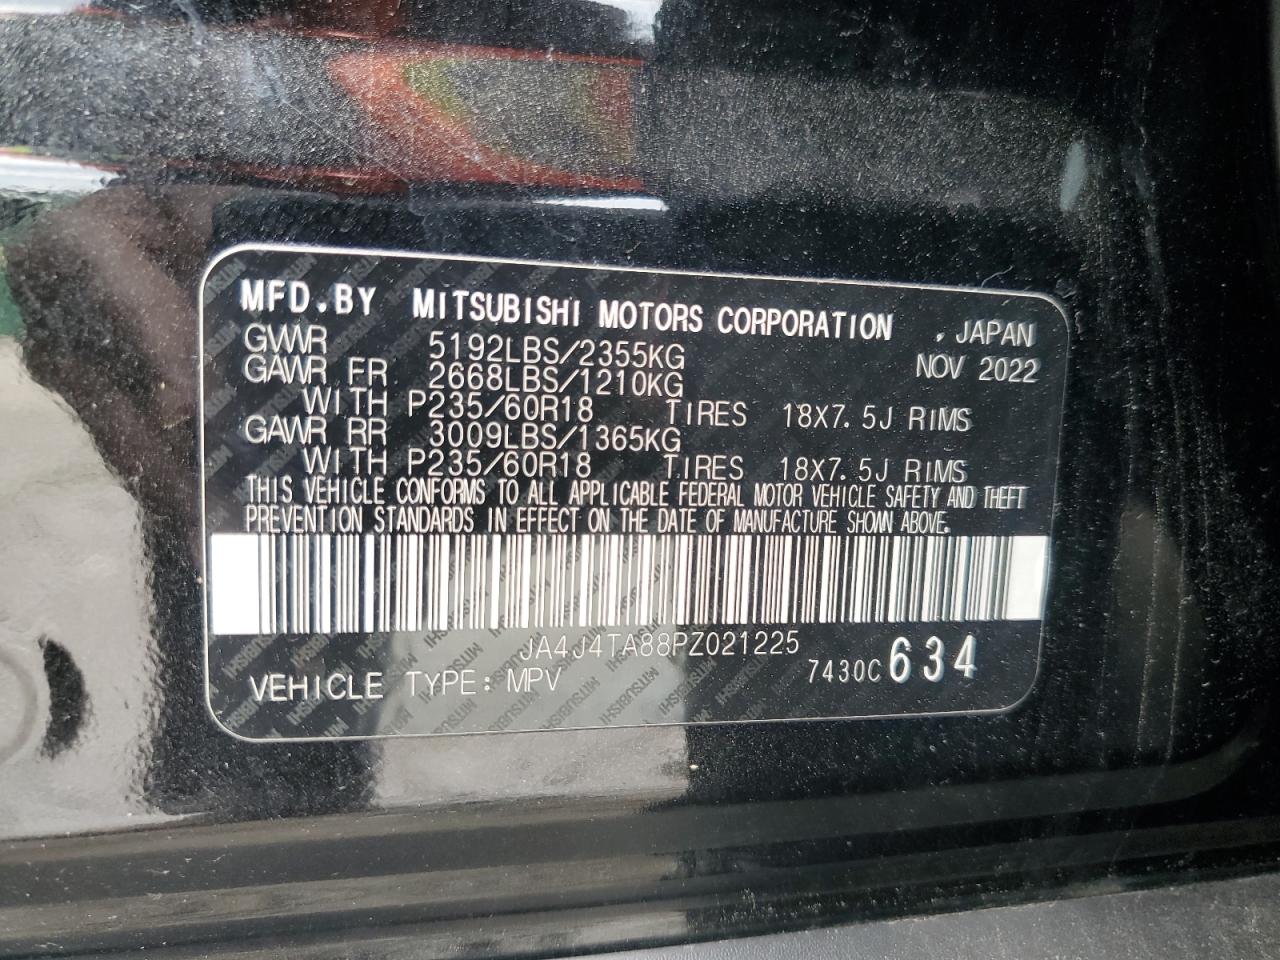 MFD.BY MITSUBISHI MOTORS CORPORATION , JAPAN
GVWR 5192LBS/2355KG NOV 2022
GAWR FR 2668LBS/1210KG
WITH P235/60R18 TIRES 18X7.5J RIMS
GAWR RR 3009LBS/1365KG
WITH P235/60R18 TIRES 18X7.5J RIMS
THIS VEHICLE CONFORMS TO ALL APPLICABLE FEDERAL MOTOR VEHICLE SAFETY AND THEFT
PREVENTION STANDARDS IN EFFECT ON THE DATE OF MANUFACTURE SHOWN ABOVE.
JA4J4TA88PZ021225
VEHICLE TYPE: MPV 7430C 634